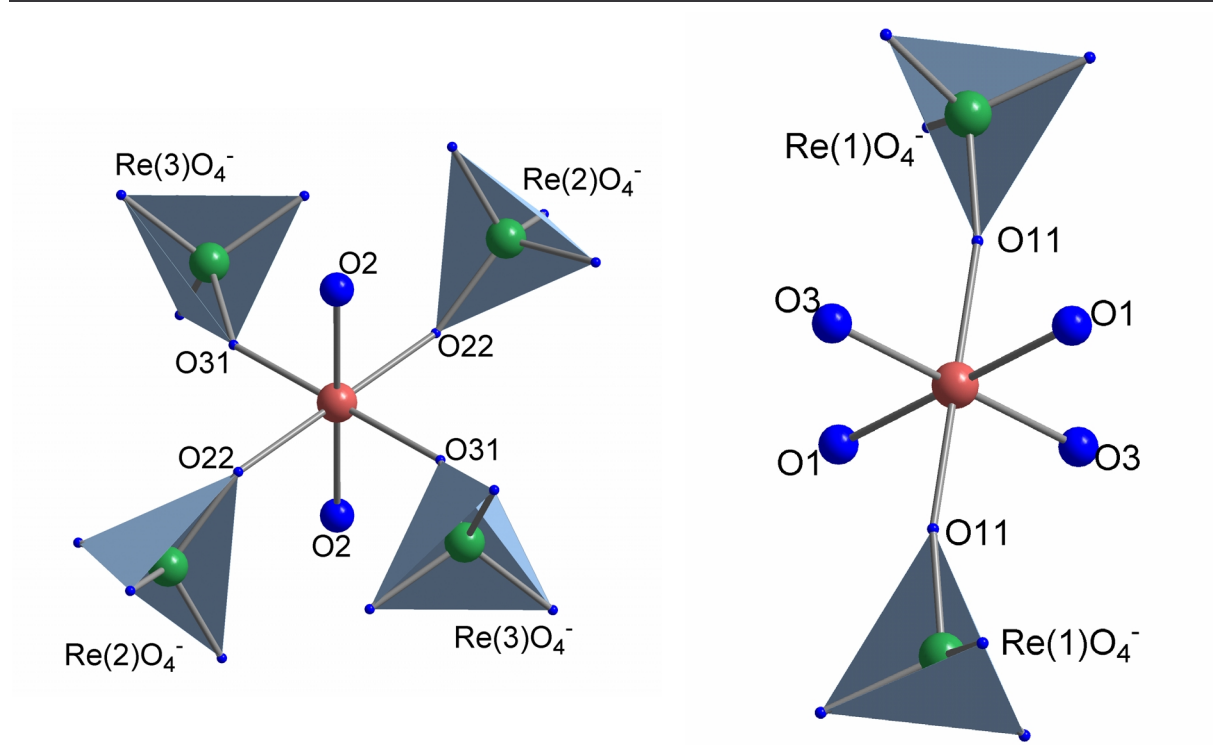 Re(3)O₄⁻
Re(2)O₄⁻
O2
O31
O22
O22
O31
O2
Re(2)O₄⁻
Re(3)O₄⁻
Re(1)O₄⁻
O11
O3
O1
O1
O3
O11
Re(1)O₄⁻